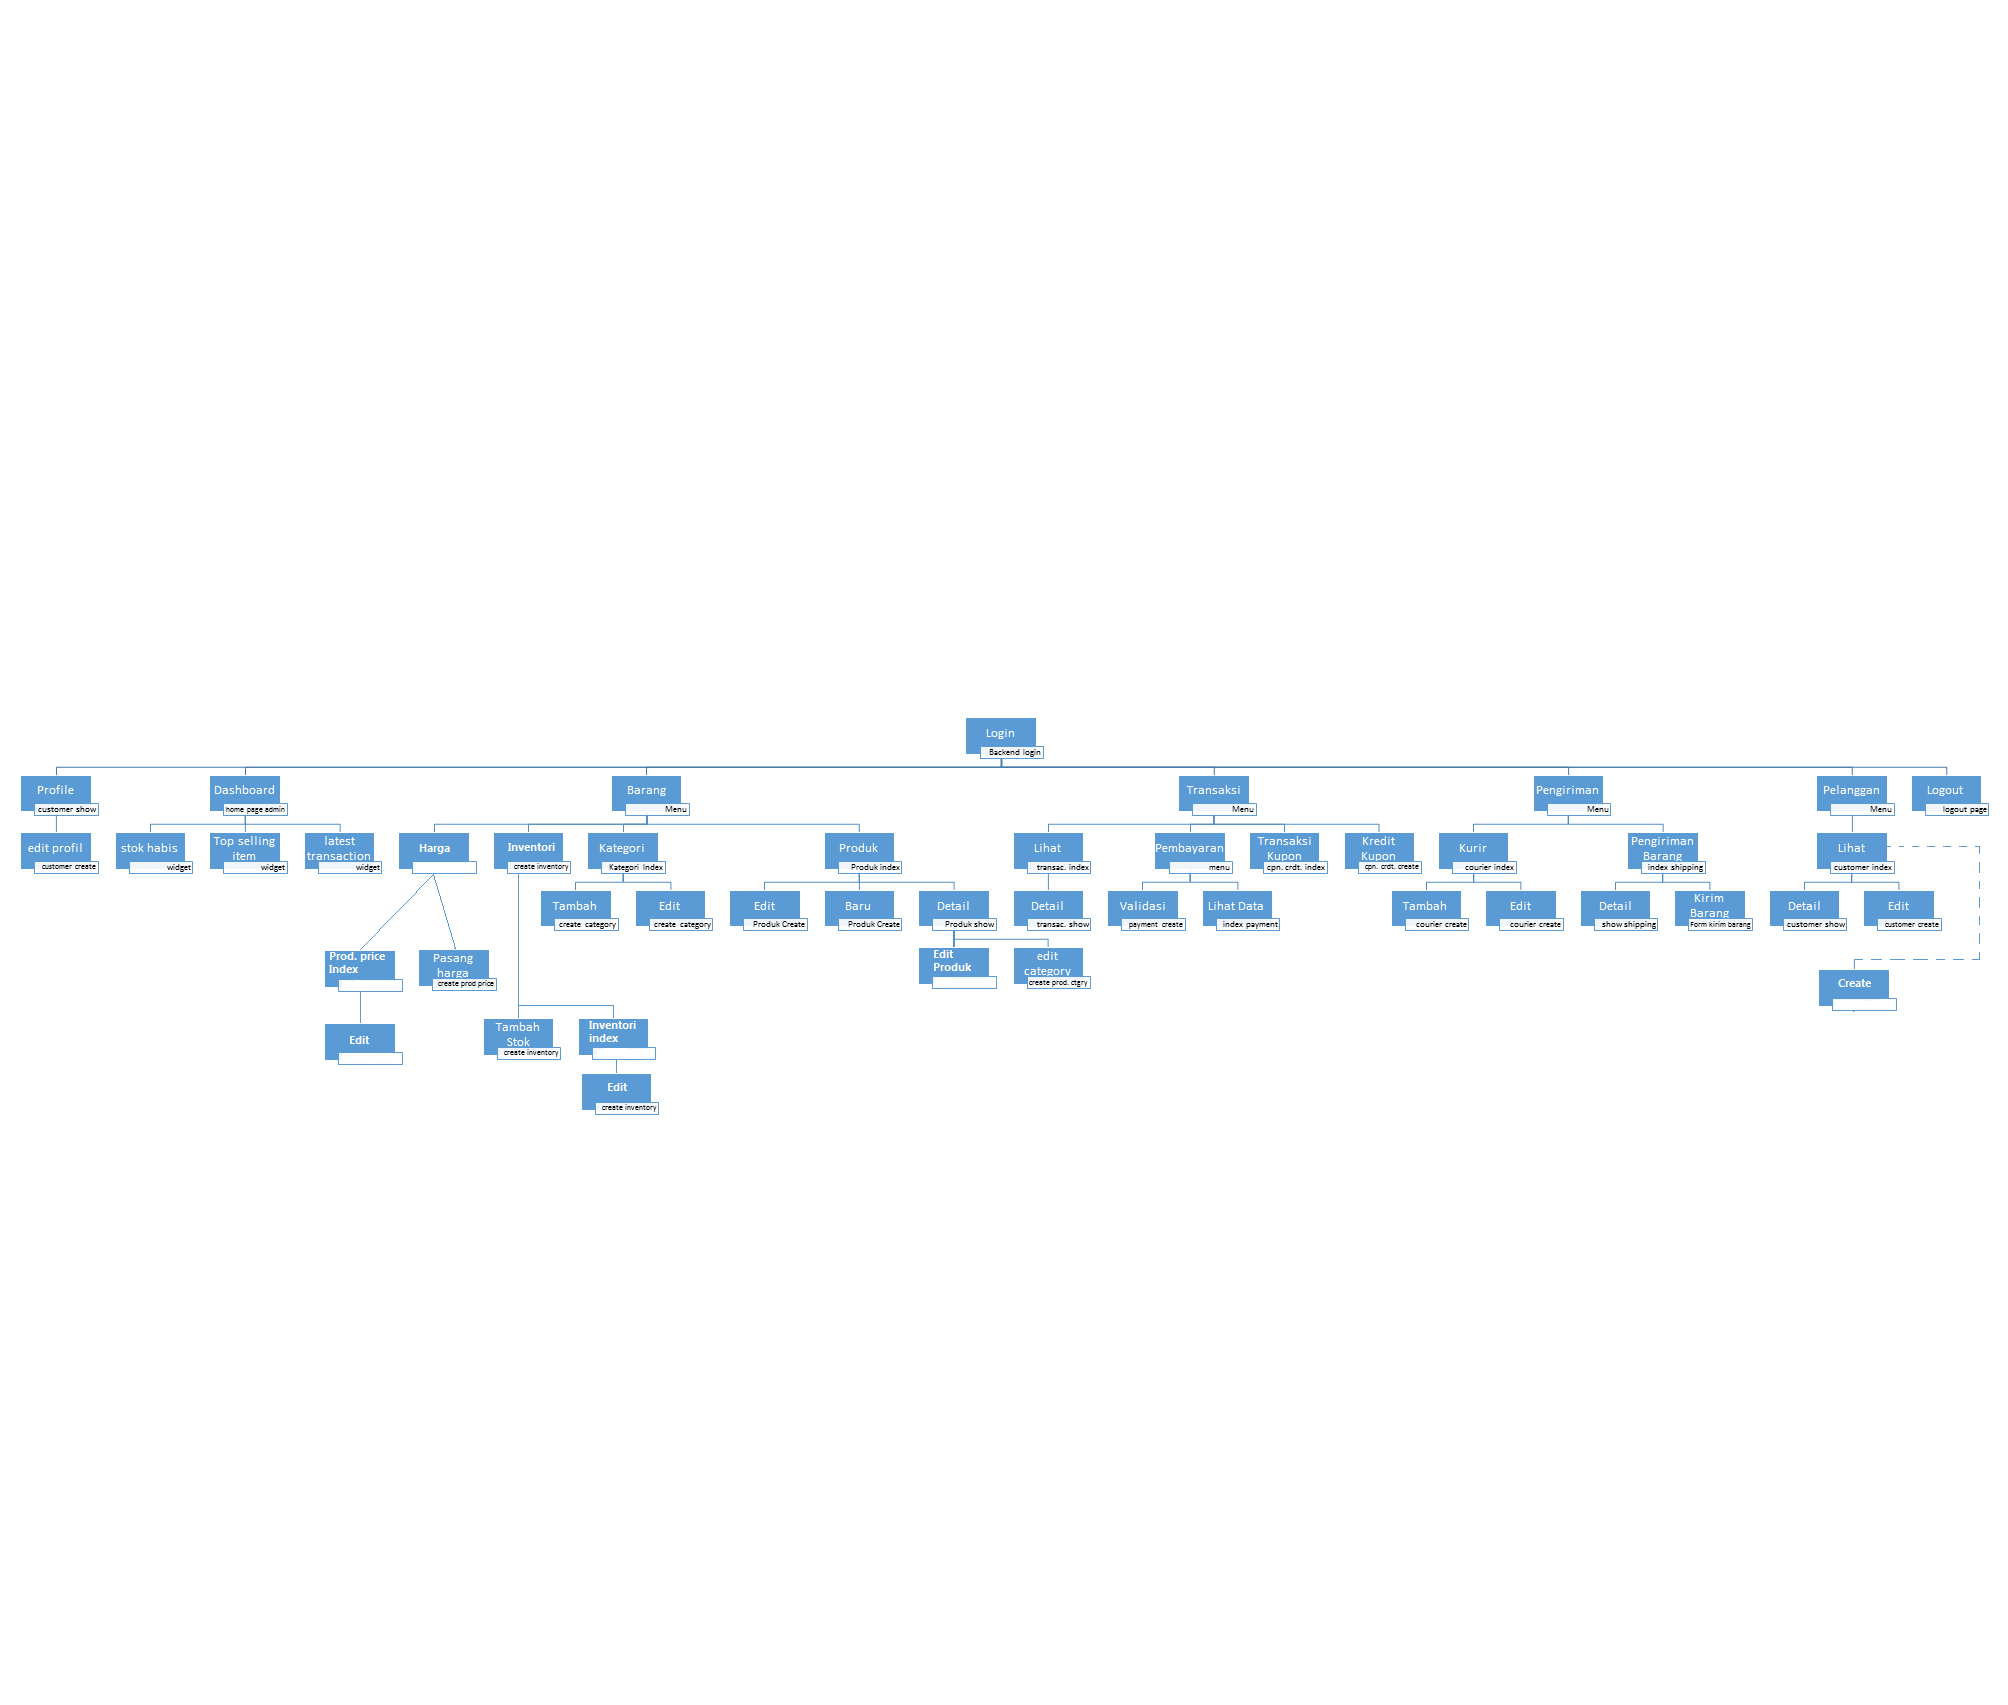 Login
Backend login
Profile
customer show
Dashboard
home page admin
Barang
Menu
Transaksi
Menu
Pengiriman
Menu
Pelanggan
Menu
Logout
logout page
edit profil
customer create
stok habis
widget
Top selling
item
widget
latest
transaction
widget
Harga
Inventori
create inventory
Kategori
Kategori Index
Produk
Produk index
Lihat
transac. index
Pembayaran
menu
Transaksi
Kupon
cpn. crdt. index
Kredit
Kupon
cpn. crdt. create
Kurir
courier index
Pengiriman
Barang
index shipping
Lihat
customer index
Tambah
create category
Edit
create category
Edit
Produk Create
Baru
Produk Create
Detail
Produk show
Detail
transac. show
Validasi
payment create
Lihat Data
index payment
Tambah
courier create
Edit
courier create
Detail
show shipping
Kirim
Barang
Form kirim barang
Detail
customer show
Edit
customer create
Prod. price
Index
Pasang
harga
create prod price
Edit
Produk
edit
category
create prod. ctgry
Create
Edit
Tambah
Stok
create inventory
Inventori
index
Edit
create inventory